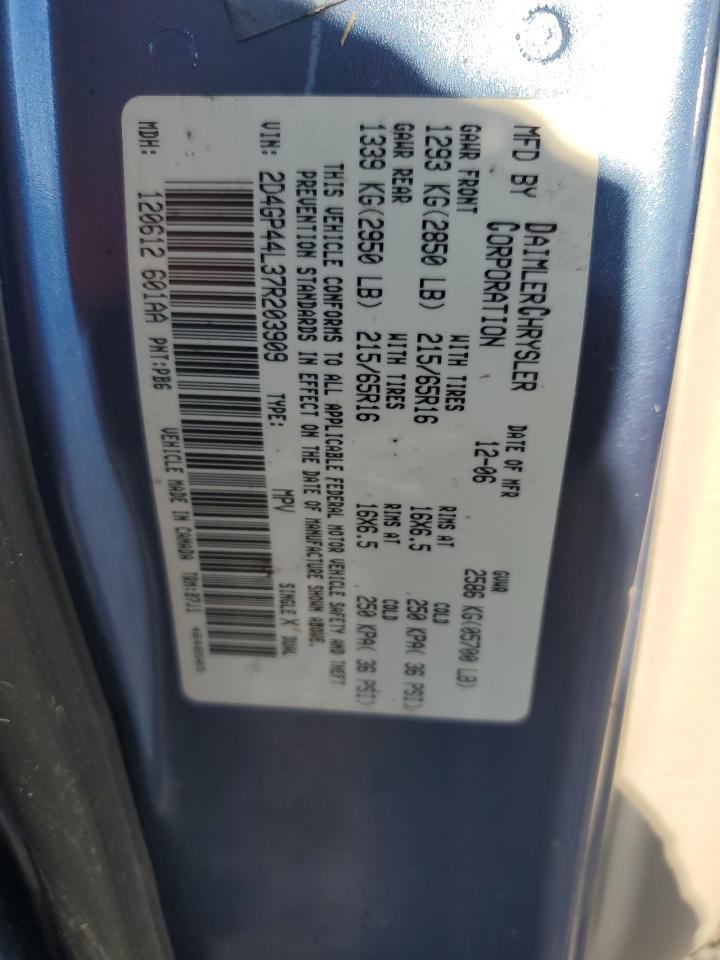 MFD BY DAIMLERCHRYSLER CORPORATION
DATE OF MFR 12-06
GVWR 2586 KG(05700 LB)
GAWR FRONT WITH TIRES RIMS AT COLD
1293 KG(2850 LB) 215/65R16 16X6.5 250 KPA( 36 PSI)
GAWR REAR WITH TIRES RIMS AT COLD
1339 KG(2950 LB) 215/65R16 16X6.5 250 KPA( 36 PSI)
THIS VEHICLE CONFORMS TO ALL APPLICABLE FEDERAL MOTOR VEHICLE SAFETY AND THEFT
PREVENTION STANDARDS IN EFFECT ON THE DATE OF MANUFACTURE SHOWN ABOVE.
VIN: 2D4GP44L37R203909 TYPE: MPV SINGLE X DUAL
MDH: 120612 601AA PNT:PB6 VEHICLE MADE IN CANADA TRM:B7J1